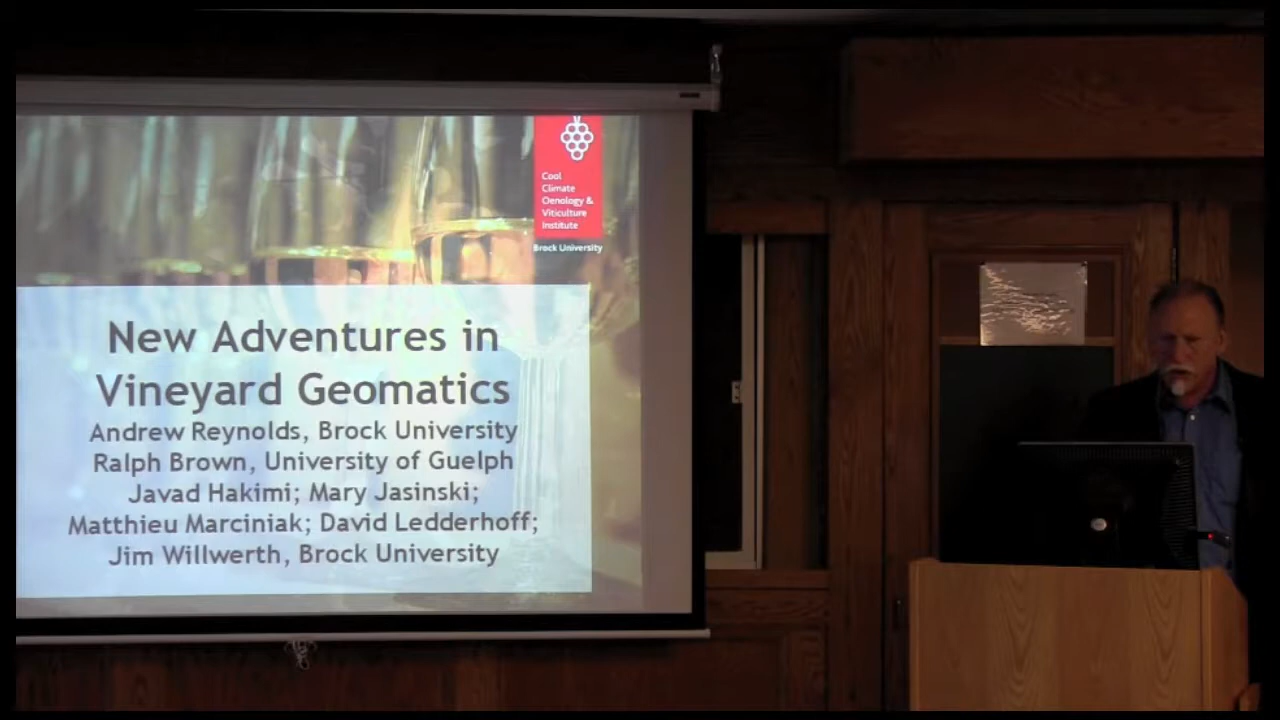 Cool
Climate
Oenology &
Viticulture
Institute
Brock University
New Adventures in
Vineyard Geomatics
Andrew Reynolds, Brock University
Ralph Brown, University of Guelph
Javad Hakimi; Mary Jasinski;
Matthieu Marciniak; David Ledderhoff;
Jim Willwerth, Brock University